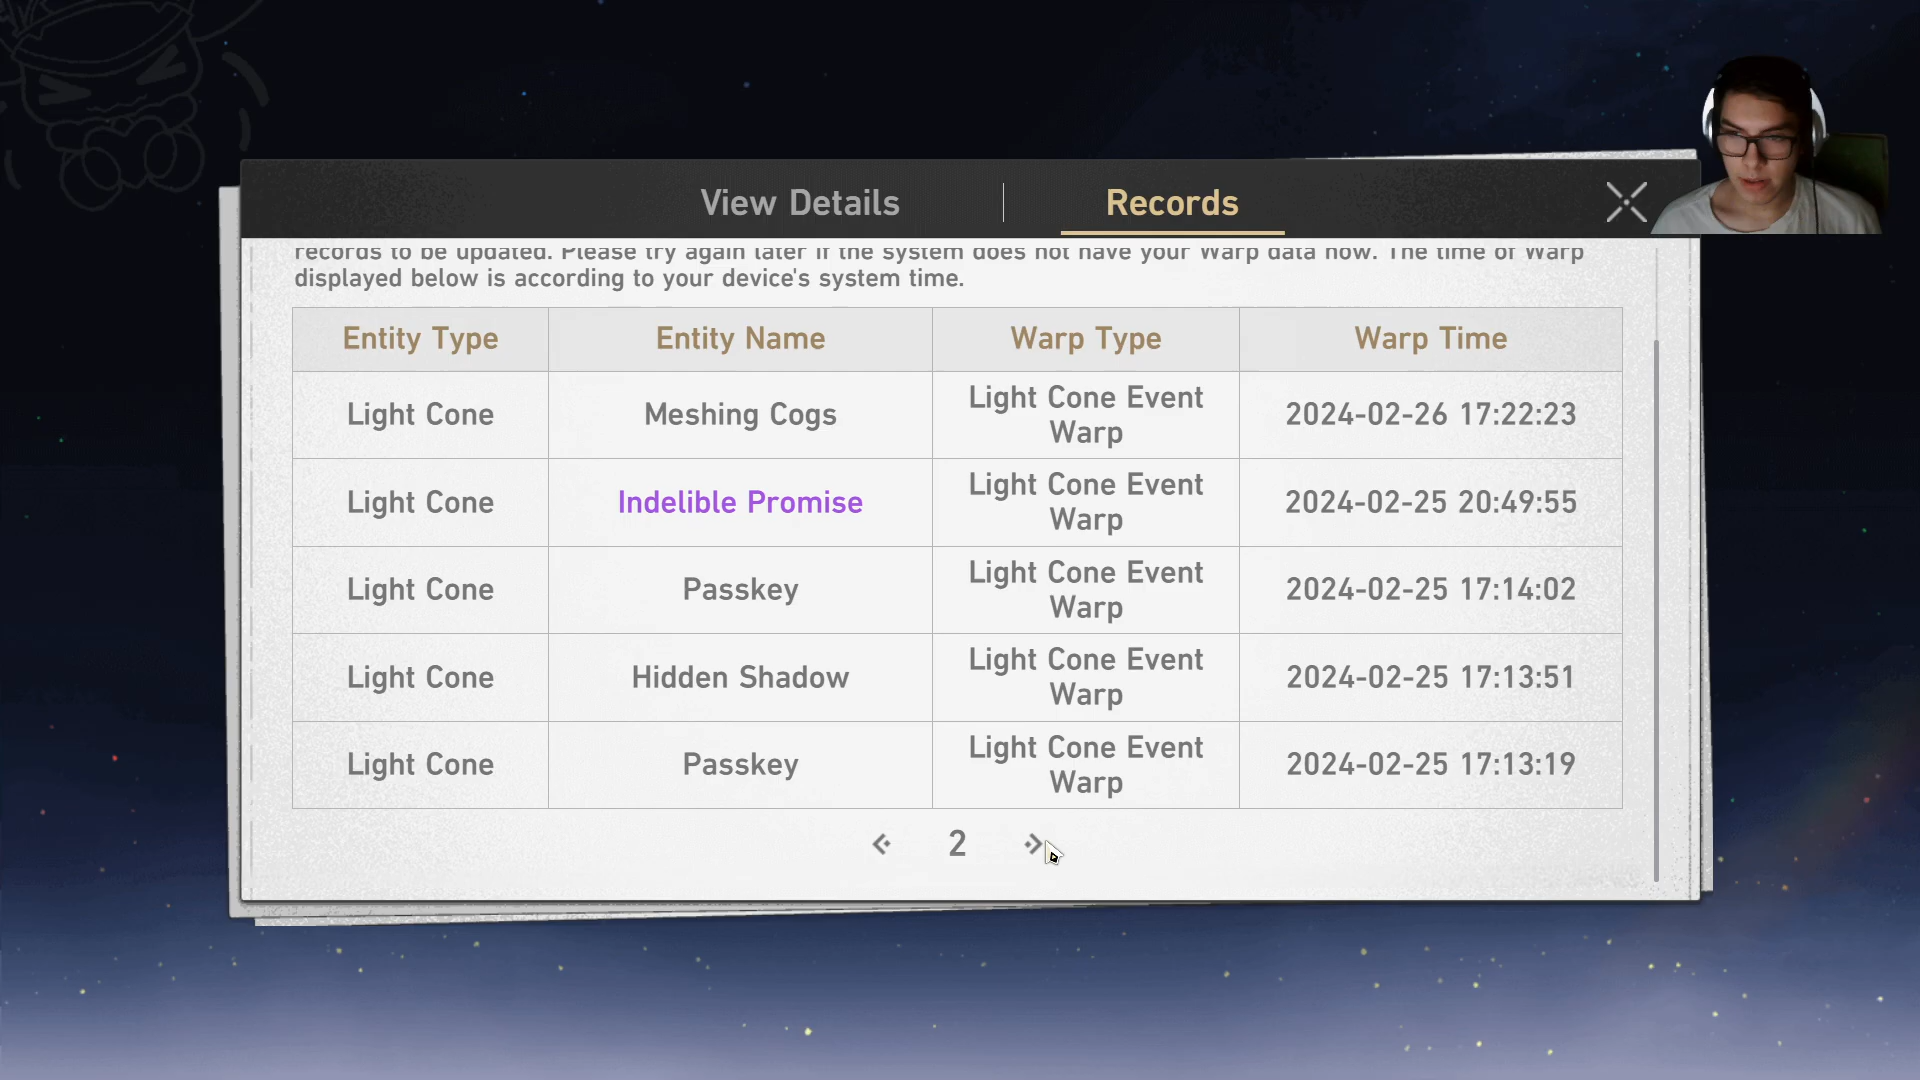 View Details
Records
records to be updated. Please try again later if the system does not have your Warp data now. The time of Warp
displayed below is according to your device's system time.
Entity Type Entity Name Warp Type Warp Time
Light Cone Meshing Cogs Light Cone Event Warp 2024-02-26 17:22:23
Light Cone Indelible Promise Light Cone Event Warp 2024-02-25 20:49:55
Light Cone Passkey Light Cone Event Warp 2024-02-25 17:14:02
Light Cone Hidden Shadow Light Cone Event Warp 2024-02-25 17:13:51
Light Cone Passkey Light Cone Event Warp 2024-02-25 17:13:19
2